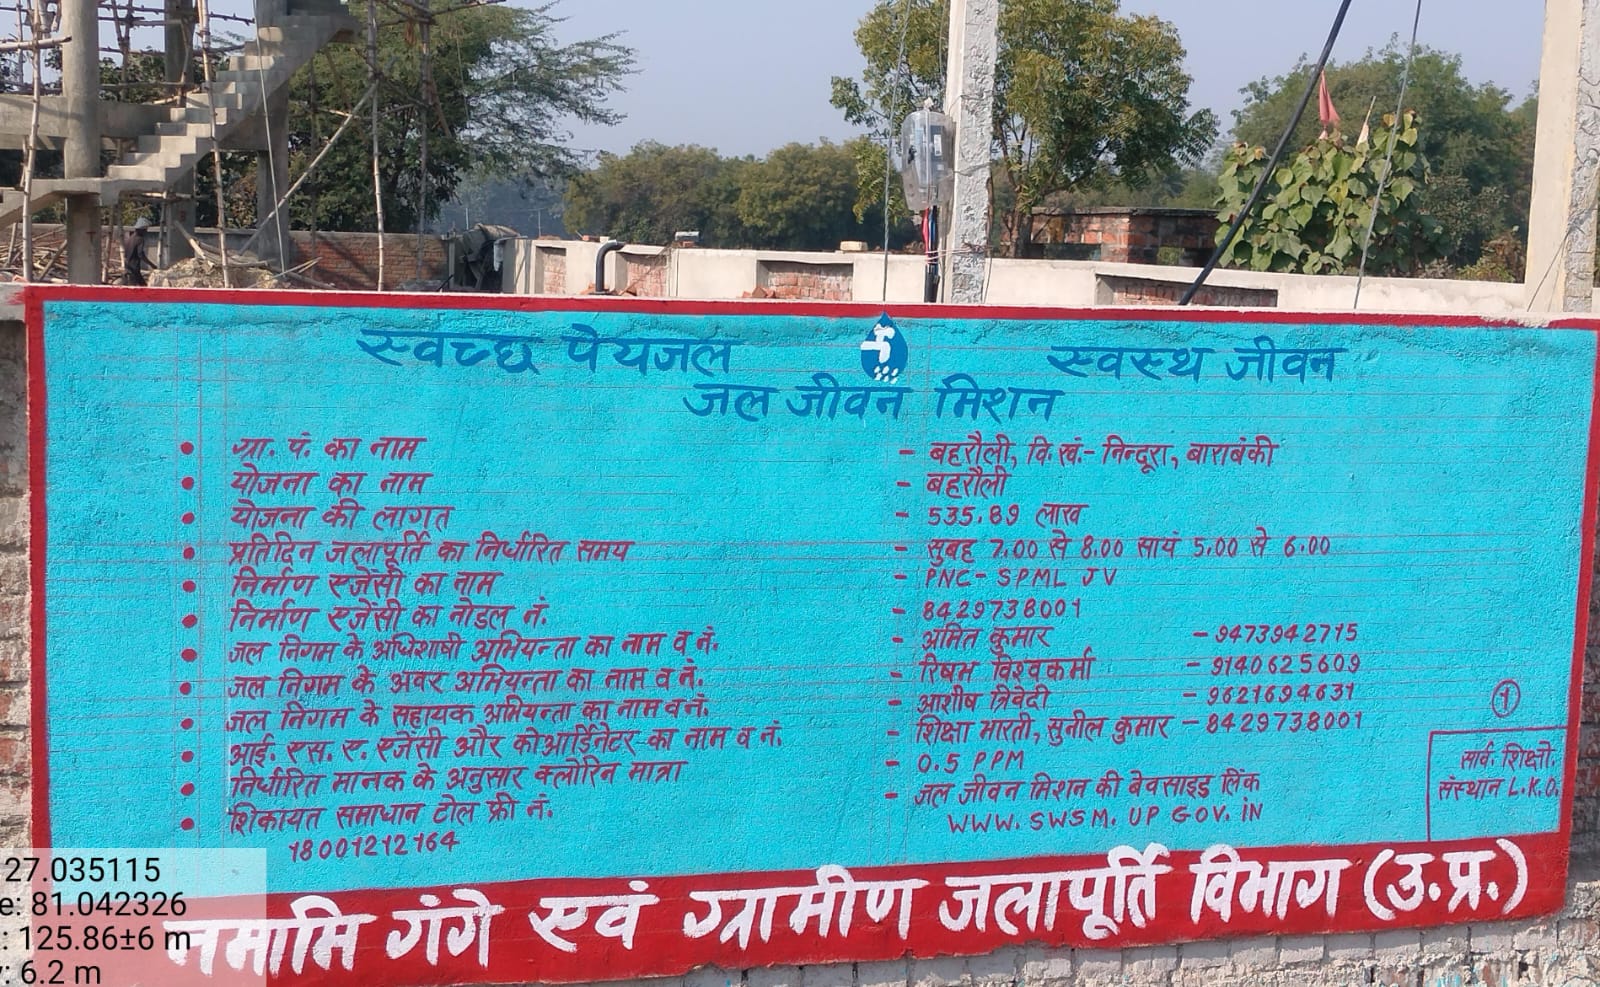 स्वच्छ पेयजल स्वस्थ जीवन
जल जीवन मिशन
• ग्रा. पं. का नाम - बहरौली, वि. खं.- निन्दूरा, बाराबंकी
• योजना का नाम - बहरौली
• योजना की लागत - 535.89 लाख
• प्रतिदिन जलापूर्ति का निर्धारित समय - सुबह 7.00 से 8.00 सायं 5.00 से 6.00
• निर्माण एजेंसी का नाम - PNC- SPML JV
• निर्माण एजेंसी का नोडल नं. - 8429738001
• जल निगम के अधिशाषी अभियन्ता का नाम व नं. - अमित कुमार - 9473942715
• जल निगम के अवर अभियन्ता का नाम व नं. - रिषभ विश्वकर्मा - 9140625609
• जल निगम के सहायक अभियन्ता का नाम व नं. - आशीष त्रिवेदी - 9621694631
• आई. एस. ए. एजेंसी और कोआर्डिनेटर का नाम व नं. - शिक्षा भारती, सुनील कुमार - 8429738001
• निर्धारित मानक के अनुसार क्लोरिन मात्रा - 0.5 PPM
• शिकायत समाधान टोल फ्री नं. - जल जीवन मिशन की बेवसाइड लिंक
18001212164 WWW. SWSM. UP GOV. IN
1
सार्व. शिक्षो.
संस्थान L.K.O.
नमामि गंगे एवं ग्रामीण जलापूर्ति विभाग (उ.प्र.)
27.035115
e: 81.042326
: 125.86±6 m
: 6.2 m